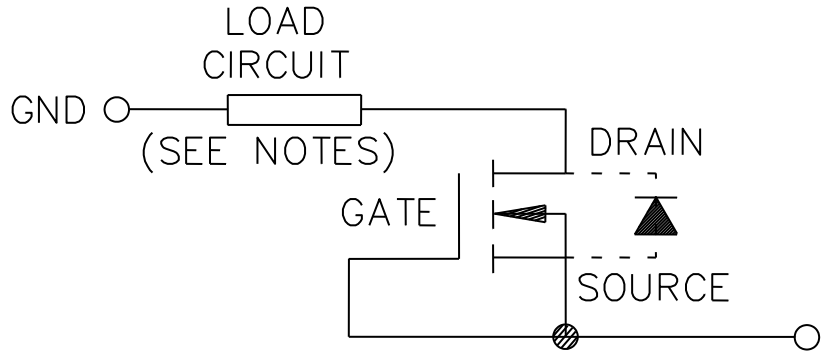 LOAD
CIRCUIT
GND
(SEE NOTES)
DRAIN
GATE
SOURCE